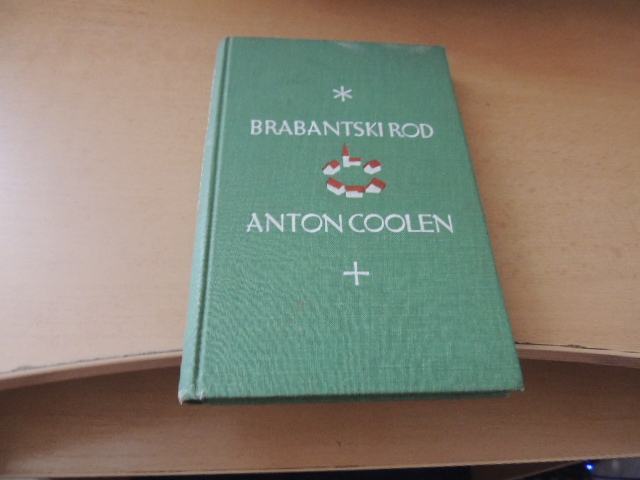 *
BRABANTSKI ROD
ANTON COOLEN
+